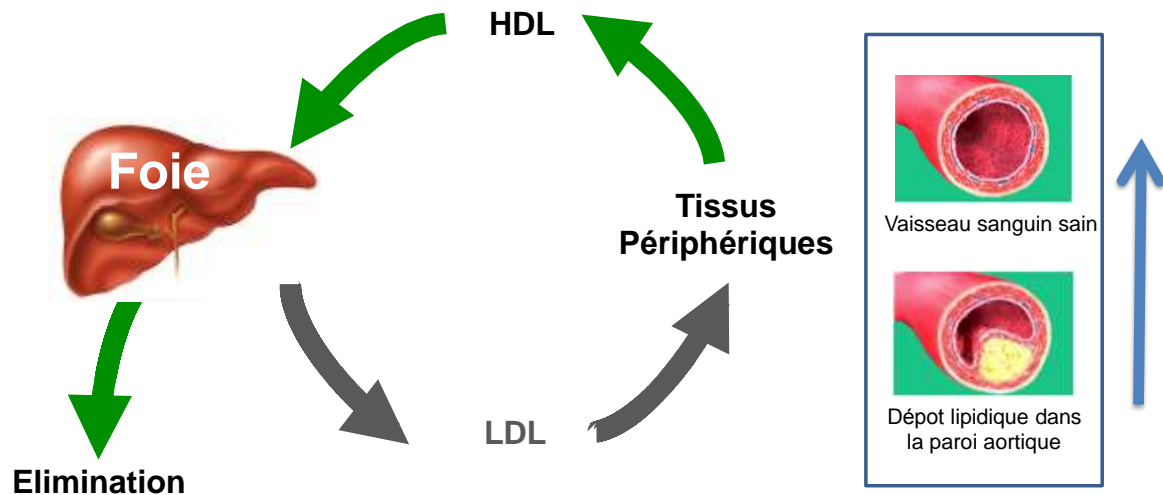 HDL
Foie
Tissus
Périphériques
LDL
Elimination
Vaisseau sanguin sain
Dépot lipidique dans
la paroi aortique